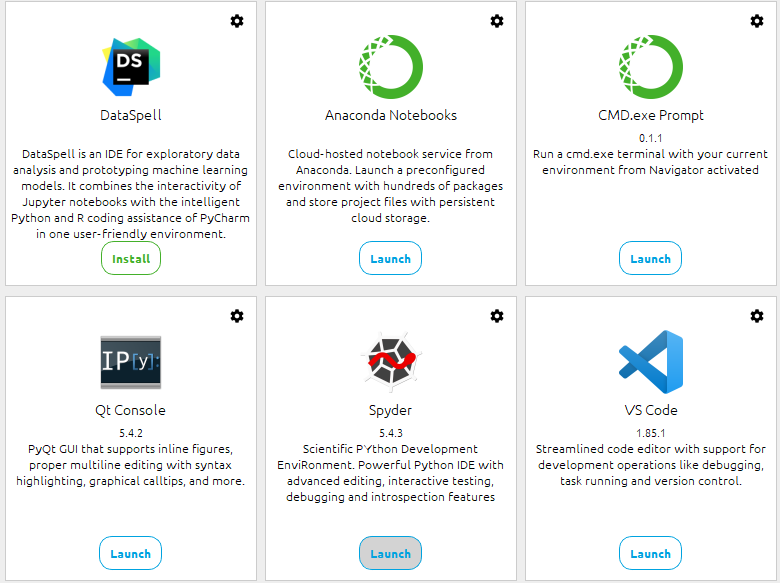 DS
DataSpell
DataSpell is an IDE for exploratory data
analysis and prototyping machine learning
models. It combines the interactivity of
Jupyter notebooks with the intelligent
Python and R coding assistance of PyCharm
in one user-friendly environment.
Install
Anaconda Notebooks
Cloud-hosted notebook service from
Anaconda. Launch a preconfigured
environment with hundreds of packages
and store project files with persistent
cloud storage.
Launch
CMD.exe Prompt
0.1.1
Run a cmd.exe terminal with your current
environment from Navigator activated
Launch
IP[y]:
Qt Console
5.4.2
PyQt GUI that supports inline figures,
proper multiline editing with syntax
highlighting, graphical calltips, and more.
Launch
Spyder
5.4.3
Scientific PYthon Development
EnviRonment. Powerful Python IDE with
advanced editing, interactive testing,
debugging and introspection features
Launch
VS Code
1.85.1
Streamlined code editor with support for
development operations like debugging,
task running and version control.
Launch